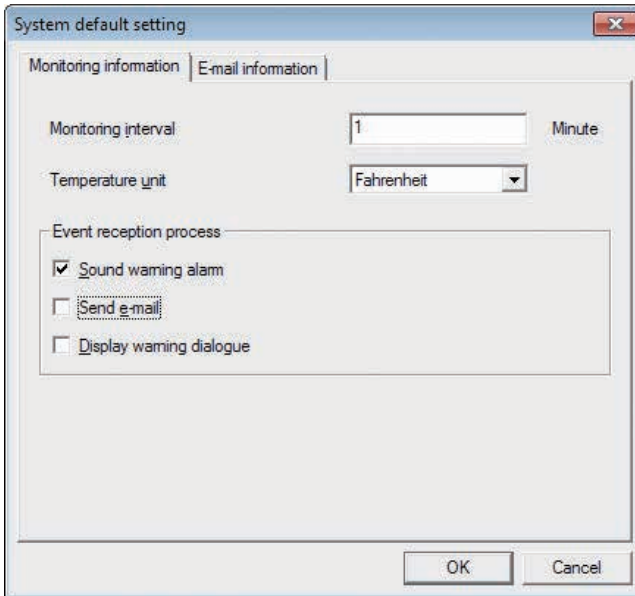 System default setting
Monitoring information E-mail information
Monitoring interval 1 Minute
Temperature unit Fahrenheit
Event reception process
Sound warning alarm
Send e-mail
Display warning dialogue
OK Cancel